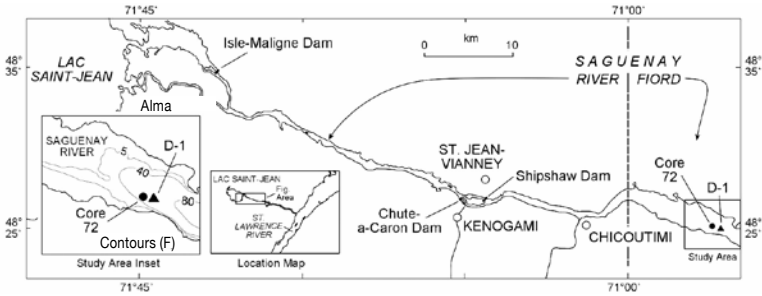 71°45'
71°00'
Isle-Maligne Dam
km
0
10
LAC
SAINT-JEAN
SAGUENAY
RIVER
FIORD
48°
35'
48°
35'
Alma
SAGUENAY
RIVER
5
40
D-1
80
Core
72
Contours (F)
Study Area Inset
LAC SAINT-JEAN
Fig.
Area
ST.
LAWRENCE
RIVER
Location Map
ST. JEAN-
VIANNEY
Shipshaw Dam
Chute-
a-Caron Dam
KENOGAMI
CHICOUTIMI
Core
72
D-1
Study Area
48°
25'
48°
25'
71°45'
71°00'